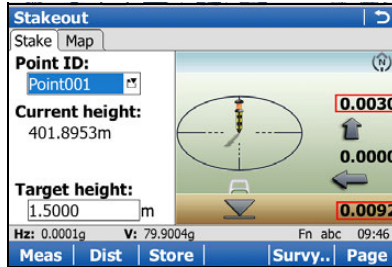 Stakeout
Stake Map
Point ID:
Point001
Current height:
401.8953m
Target height:
1.5000 m
N
0.0030
0.0000
0.0092
Hz: 0.0001g V: 79.9004g Fn abc 09:46
Meas Dist Store Survy.. Page